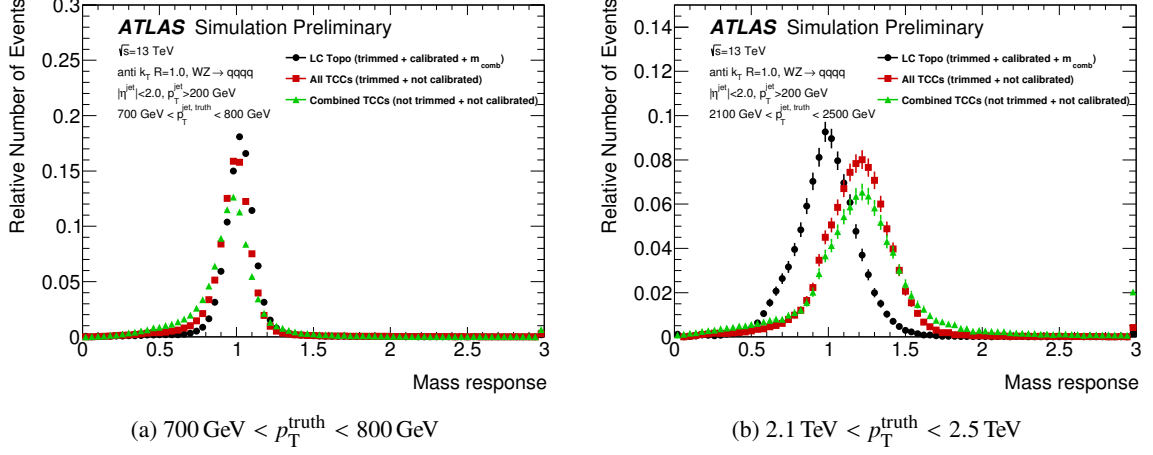 Relative Number of Events
0.3
0.25
0.2
0.15
0.1
0.05
0
0 0.5 1 1.5 2 2.5 3
Mass response
ATLAS Simulation Preliminary
√s=13 TeV
anti k_T R=1.0, WZ → qqqq
|η^jet|<2.0, p_T^jet>200 GeV
700 GeV < p_T^jet, truth < 800 GeV
LC Topo (trimmed + calibrated + m_comb)
All TCCs (trimmed + not calibrated)
Combined TCCs (not trimmed + not calibrated)
(a) 700 GeV < p_T^truth < 800 GeV
Relative Number of Events
0.14
0.12
0.1
0.08
0.06
0.04
0.02
0
0 0.5 1 1.5 2 2.5 3
Mass response
ATLAS Simulation Preliminary
√s=13 TeV
anti k_T R=1.0, WZ → qqqq
|η^jet|<2.0, p_T^jet>200 GeV
2100 GeV < p_T^jet, truth < 2500 GeV
LC Topo (trimmed + calibrated + m_comb)
All TCCs (trimmed + not calibrated)
Combined TCCs (not trimmed + not calibrated)
(b) 2.1 TeV < p_T^truth < 2.5 TeV